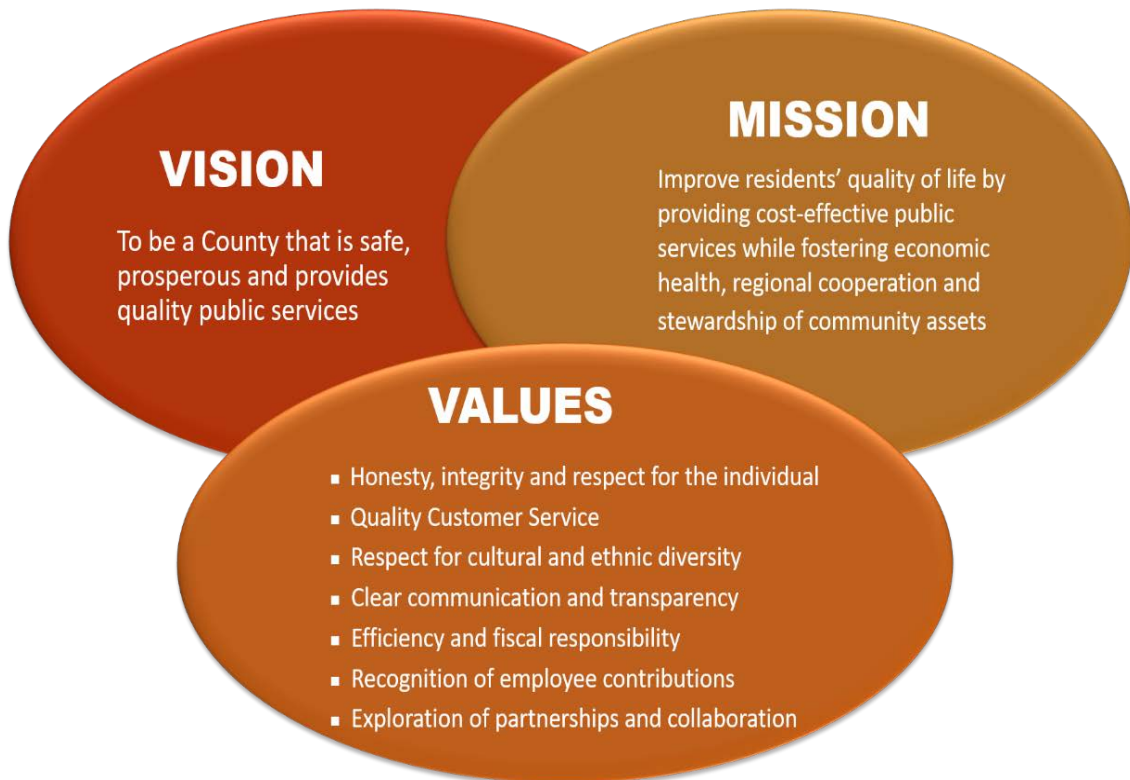 VISION
To be a County that is safe,
prosperous and provides
quality public services
MISSION
Improve residents’ quality of life by
providing cost-effective public
services while fostering economic
health, regional cooperation and
stewardship of community assets
VALUES
▪ Honesty, integrity and respect for the individual
▪ Quality Customer Service
▪ Respect for cultural and ethnic diversity
▪ Clear communication and transparency
▪ Efficiency and fiscal responsibility
▪ Recognition of employee contributions
▪ Exploration of partnerships and collaboration